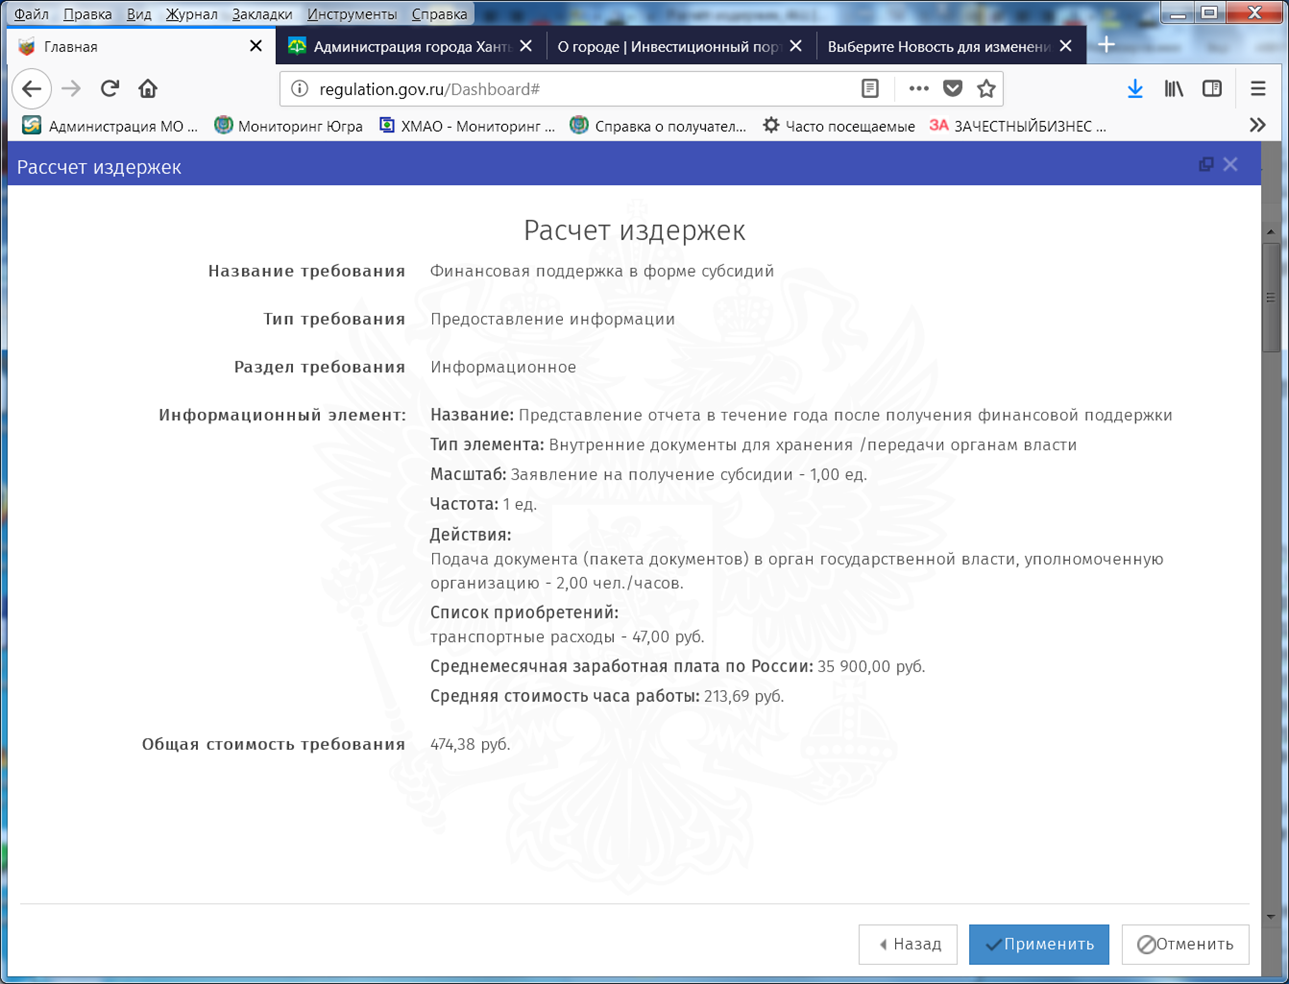 Файл Правка Вид Журнал Закладки Инструменты Справка
Главная
Администрация города Ханты
О городе | Инвестиционный порт
Выберите Новость для изменени
regulation.gov.ru/Dashboard#
Администрация МО ... Мониторинг Югра ХМАО - Мониторинг ... Справка о получател... Часто посещаемые ЗА ЗАЧЕСТНЫЙБИЗНЕС ...
Рассчет издержек
Расчет издержек
Название требования Финансовая поддержка в форме субсидий
Тип требования Предоставление информации
Раздел требования Информационное
Информационный элемент: Название: Представление отчета в течение года после получения финансовой поддержки
Тип элемента: Внутренние документы для хранения /передачи органам власти
Масштаб: Заявление на получение субсидии - 1,00 ед.
Частота: 1 ед.
Действия:
Подача документа (пакета документов) в орган государственной власти, уполномоченную
организацию - 2,00 чел./часов.
Список приобретений:
транспортные расходы - 47,00 руб.
Среднемесячная заработная плата по России: 35 900,00 руб.
Средняя стоимость часа работы: 213,69 руб.
Общая стоимость требования 474,38 руб.
Назад Применить Отменить